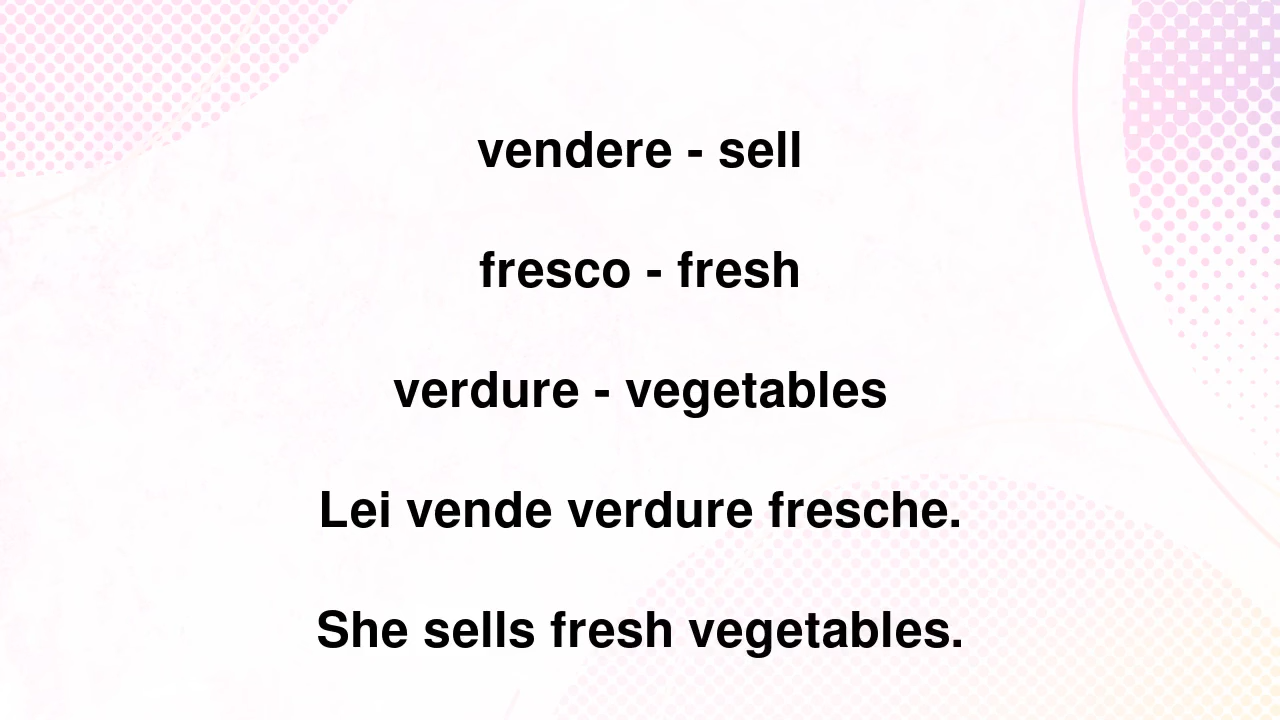 vendere - sell
fresco - fresh
verdure - vegetables
Lei vende verdure fresche.
She sells fresh vegetables.